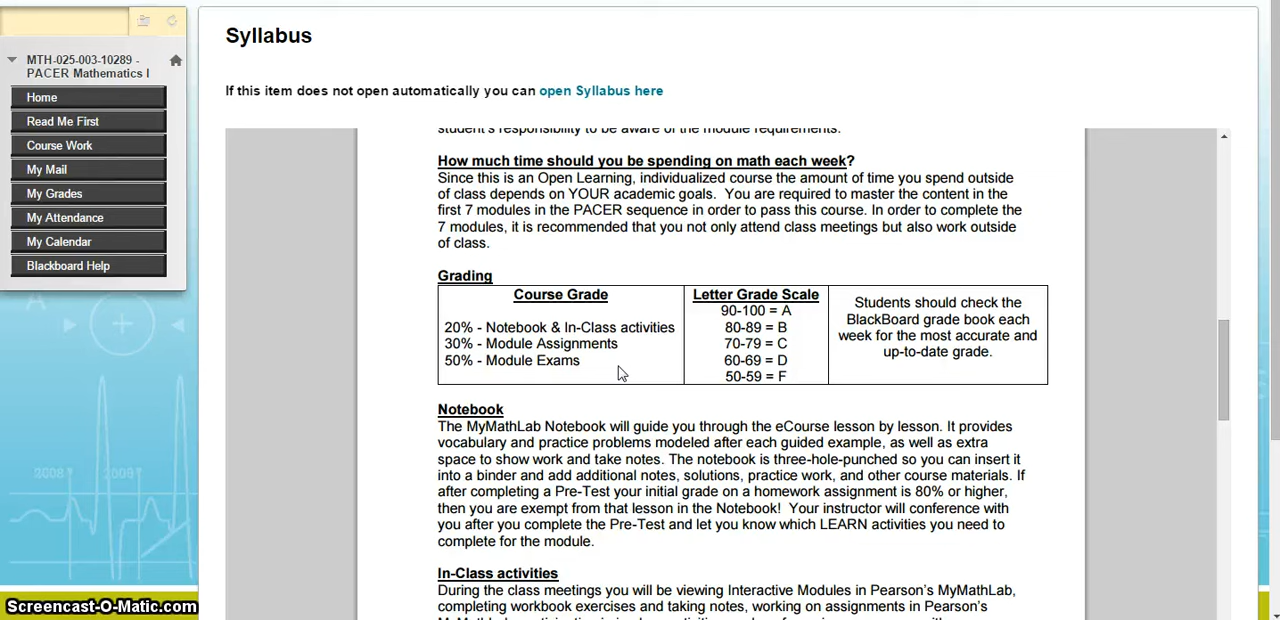 Syllabus
MTH-025-003-10289 -
PACER Mathematics I
Home
Read Me First
Course Work
My Mail
My Grades
My Attendance
My Calendar
Blackboard Help
If this item does not open automatically you can open Syllabus here
student's responsibility to be aware of the module requirements.
How much time should you be spending on math each week?
Since this is an Open Learning, individualized course the amount of time you spend outside
of class depends on YOUR academic goals. You are required to master the content in the
first 7 modules in the PACER sequence in order to pass this course. In order to complete the
7 modules, it is recommended that you not only attend class meetings but also work outside
of class.
Grading
Course Grade
20% - Notebook & In-Class activities
30% - Module Assignments
50% - Module Exams
Letter Grade Scale
90-100 = A
80-89 = B
70-79 = C
60-69 = D
50-59 = F
Students should check the
BlackBoard grade book each
week for the most accurate and
up-to-date grade.
Notebook
The MyMathLab Notebook will guide you through the eCourse lesson by lesson. It provides
vocabulary and practice problems modeled after each guided example, as well as extra
space to show work and take notes. The notebook is three-hole-punched so you can insert it
into a binder and add additional notes, solutions, practice work, and other course materials. If
after completing a Pre-Test your initial grade on a homework assignment is 80% or higher,
then you are exempt from that lesson in the Notebook! Your instructor will conference with
you after you complete the Pre-Test and let you know which LEARN activities you need to
complete for the module.
In-Class activities
During the class meetings you will be viewing Interactive Modules in Pearson's MyMathLab,
completing workbook exercises and taking notes, working on assignments in Pearson's
2008
2009
A
Screencast-O-Matic.com